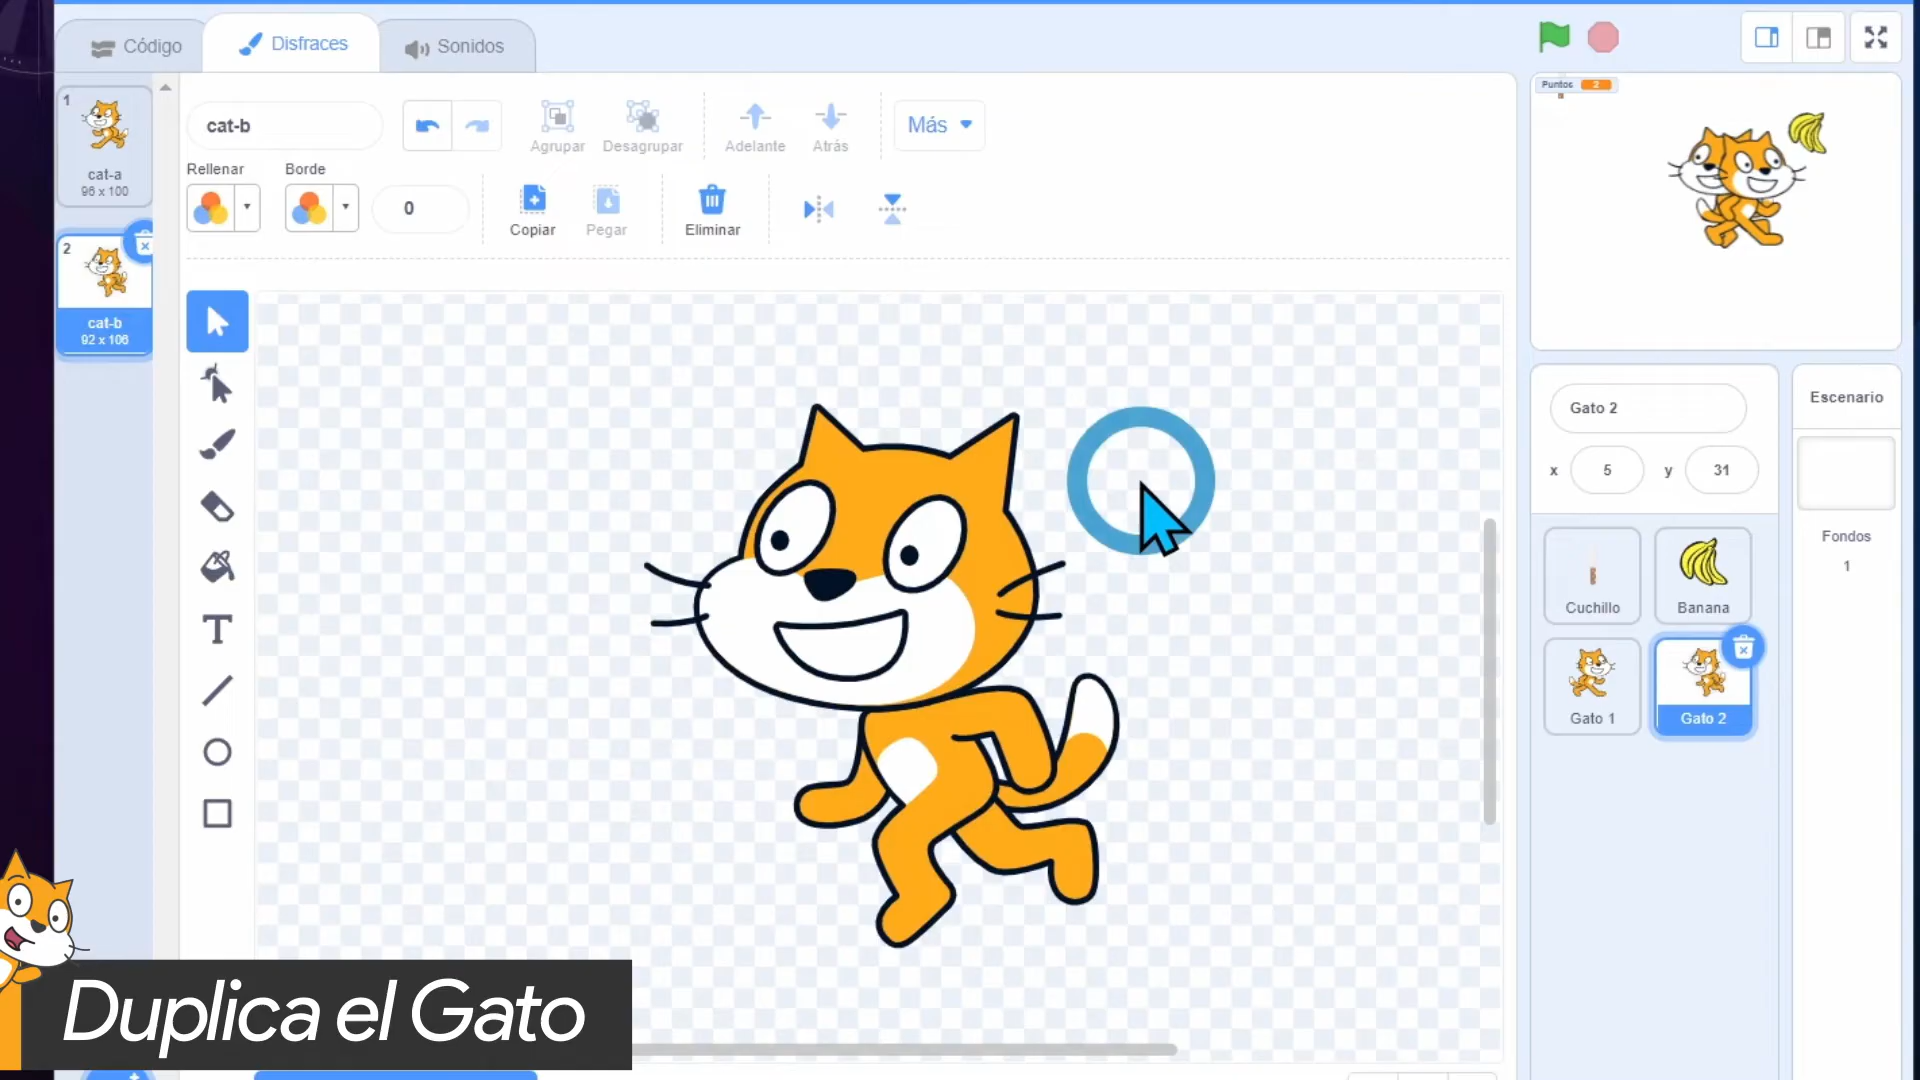 Código
Disfraces
Sonidos
1
cat-a
96 x 100
2
cat-b
92 x 106
cat-b
Agrupar
Desagrupar
Adelante
Atrás
Más
Rellenar
Borde
0
Copiar
Pegar
Eliminar
T
Puntos 2
Gato 2
x 5 y 31
Escenario
Fondos
1
Cuchillo
Banana
Gato 1
Gato 2
Duplica el Gato